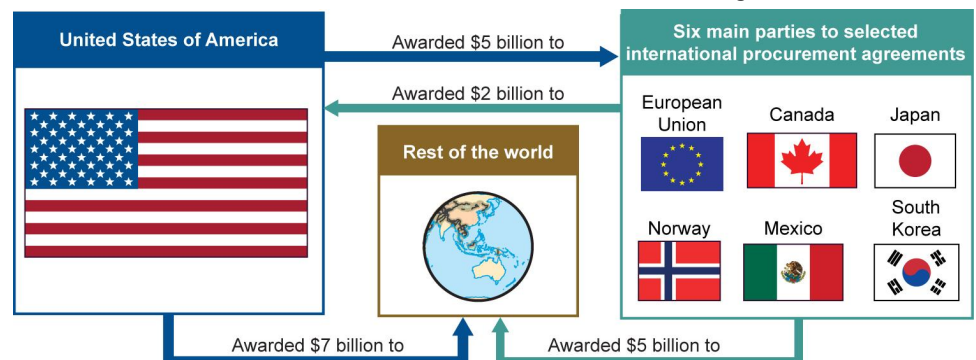 United States of America
Awarded $5 billion to
Six main parties to selected
international procurement agreements
Awarded $2 billion to
Rest of the world
European
Union
Canada
Japan
Norway
Mexico
South
Korea
Awarded $7 billion to
Awarded $5 billion to